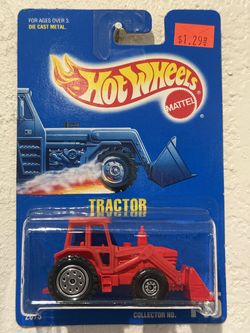 FOR AGES OVER 3.
DIE CAST METAL.
$1.29
HOT WHEELS
MATTEL
TRACTOR
COLLECTOR NO.